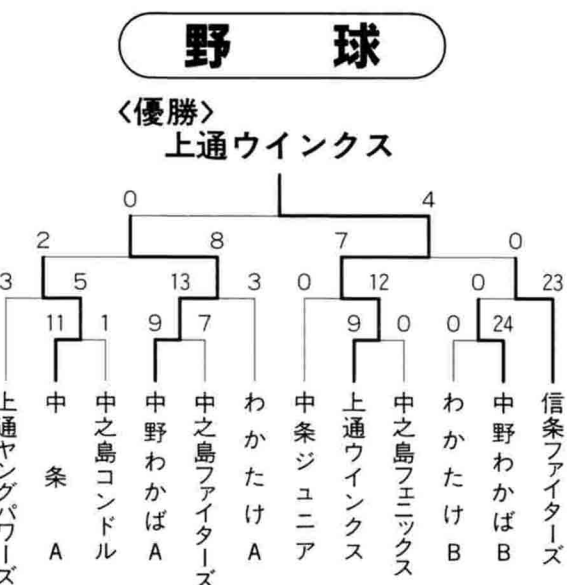 野　球
〈優勝〉
上通ウインクス
0 4
2 8 7 0
3 5 13 3 0 12 0 23
11 1 9 7 9 0 0 24
上通ヤングパワーズ
中条A
中之島コンドル
中野わかばA
中之島ファイターズ
わかたけA
中条ジュニア
上通ウインクス
中之島フェニックス
わかたけB
中野わかばB
信条ファイターズ